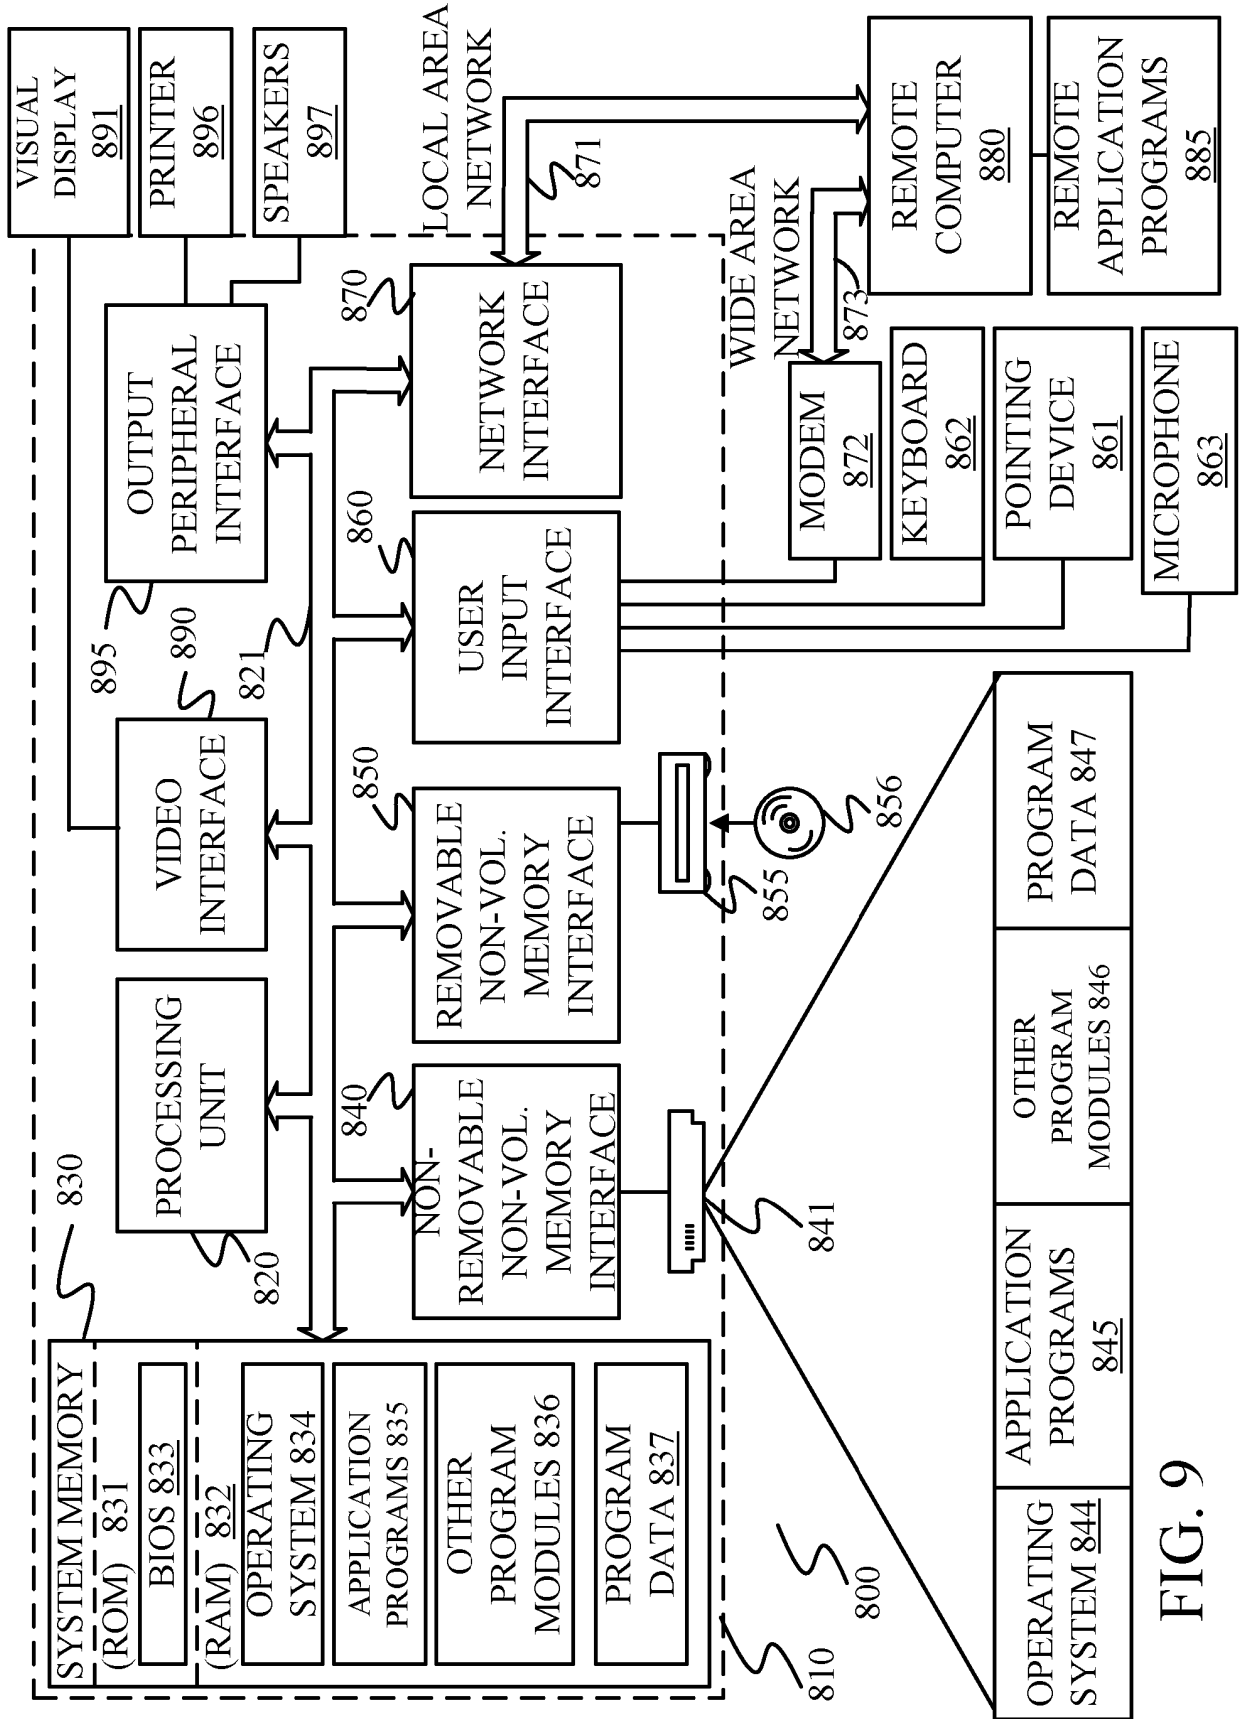 SYSTEM MEMORY
(ROM) 831
BIOS 833
(RAM) 832
OPERATING
SYSTEM 834
APPLICATION
PROGRAMS 835
OTHER
PROGRAM
MODULES 836
PROGRAM
DATA 837
830
PROCESSING
UNIT
820
VIDEO
INTERFACE
890
821
OUTPUT
PERIPHERAL
INTERFACE
895
VISUAL
DISPLAY
891
PRINTER
896
SPEAKERS
897
NON-
REMOVABLE
NON-VOL.
MEMORY
INTERFACE
840
REMOVABLE
NON-VOL.
MEMORY
INTERFACE
850
USER
INPUT
INTERFACE
860
NETWORK
INTERFACE
870
LOCAL AREA
NETWORK
871
WIDE AREA
NETWORK
873
841
855
856
MODEM
872
KEYBOARD
862
POINTING
DEVICE
861
MICROPHONE
863
REMOTE
COMPUTER
880
REMOTE
APPLICATION
PROGRAMS
885
810
800
OPERATING
SYSTEM 844
APPLICATION
PROGRAMS
845
OTHER
PROGRAM
MODULES 846
PROGRAM
DATA 847
FIG. 9